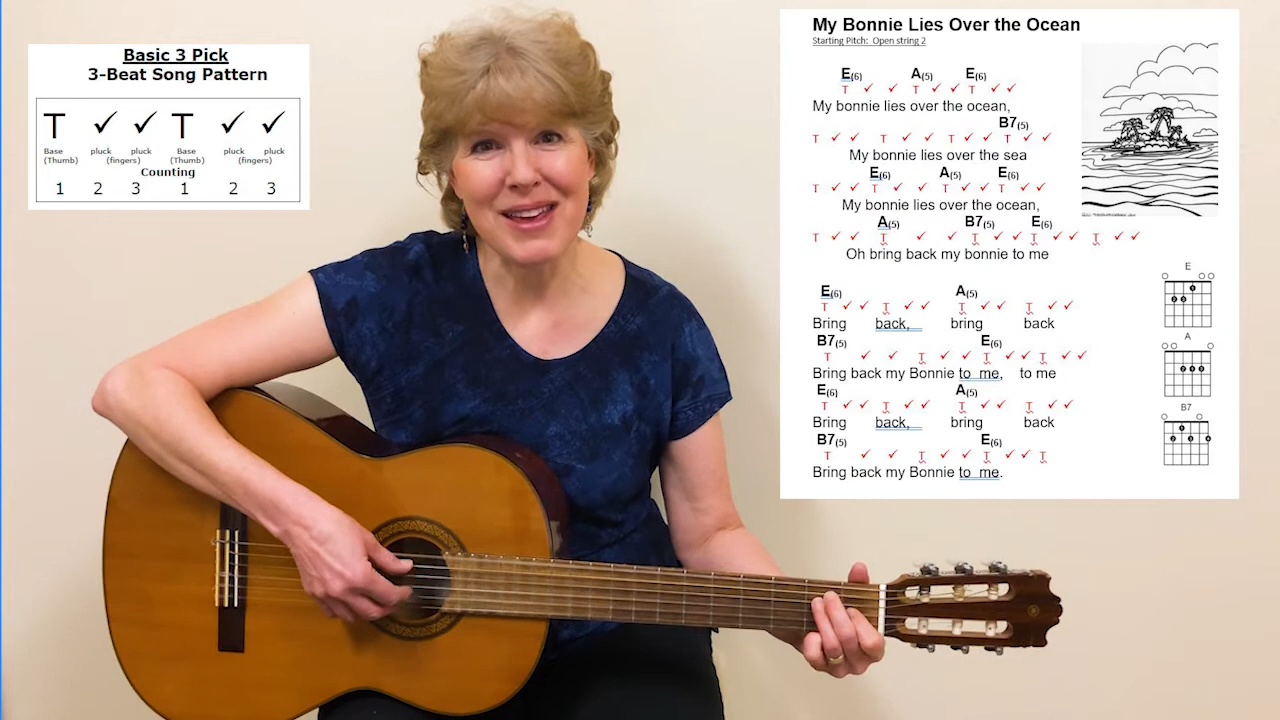 Basic 3 Pick
3-Beat Song Pattern
T ✓ ✓ T ✓ ✓
Base pluck pluck Base pluck pluck
(Thumb) (fingers) (Thumb) (fingers)
Counting
1 2 3 1 2 3
My Bonnie Lies Over the Ocean
Starting Pitch: Open string 2
E(6) A(5) E(6)
T ✓ ✓ T ✓ ✓ T ✓ ✓
My bonnie lies over the ocean,
B7(5)
T ✓ ✓ T ✓ ✓ T ✓ ✓ T ✓ ✓
My bonnie lies over the sea
E(6) A(5) E(6)
T ✓ ✓ T ✓ ✓ T ✓ ✓ T ✓ ✓
My bonnie lies over the ocean,
A(5) B7(5) E(6)
T ✓ ✓ T ✓ ✓ T ✓ ✓ T ✓ ✓ T ✓ ✓
Oh bring back my bonnie to me
E(6) A(5)
T ✓ ✓ T ✓ ✓ T ✓ ✓ T ✓ ✓
Bring back, bring back
B7(5) E(6)
T ✓ ✓ T ✓ ✓ T ✓ ✓ T ✓ ✓
Bring back my Bonnie to me, to me
E(6) A(5)
T ✓ ✓ T ✓ ✓ T ✓ ✓ T ✓ ✓
Bring back, bring back
B7(5) E(6)
T ✓ ✓ T ✓ ✓ T ✓ ✓ T
Bring back my Bonnie to me.
E
A
B7